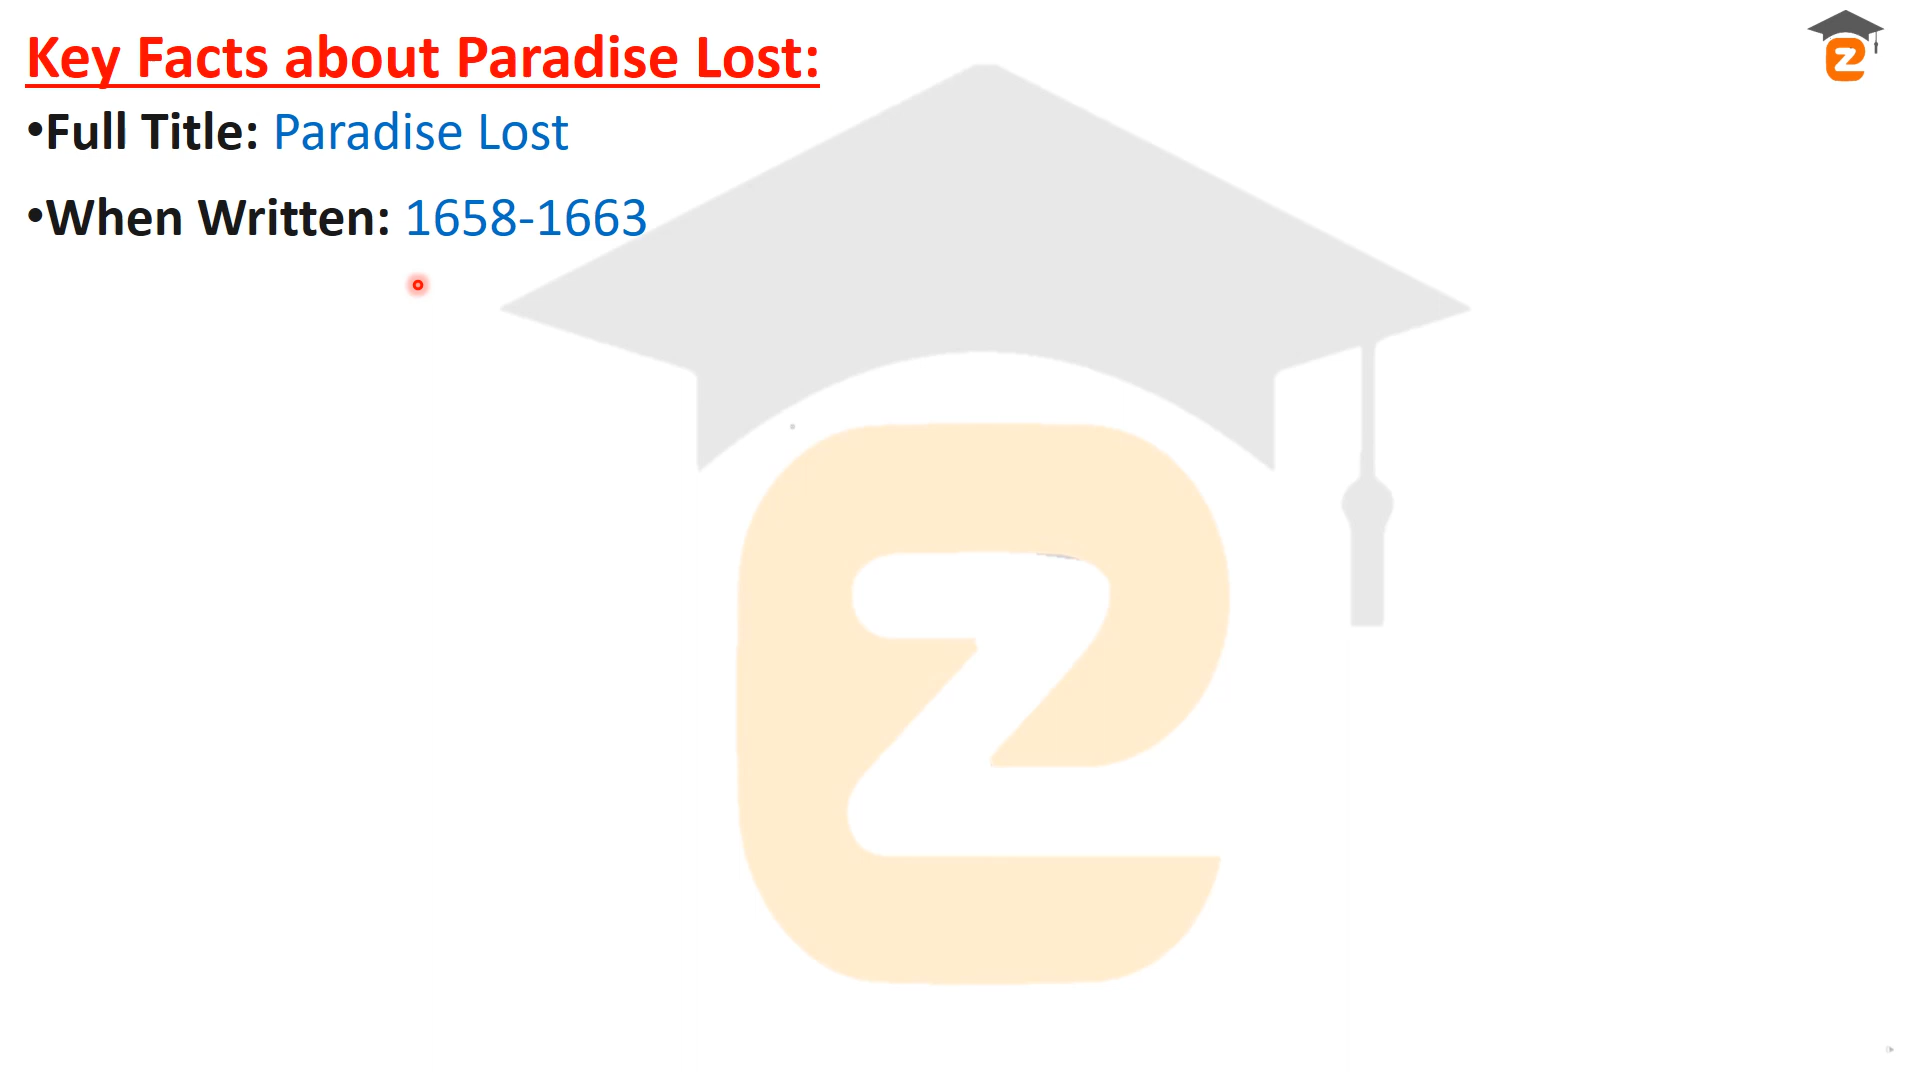 Key Facts about Paradise Lost:
•Full Title: Paradise Lost
•When Written: 1658-1663